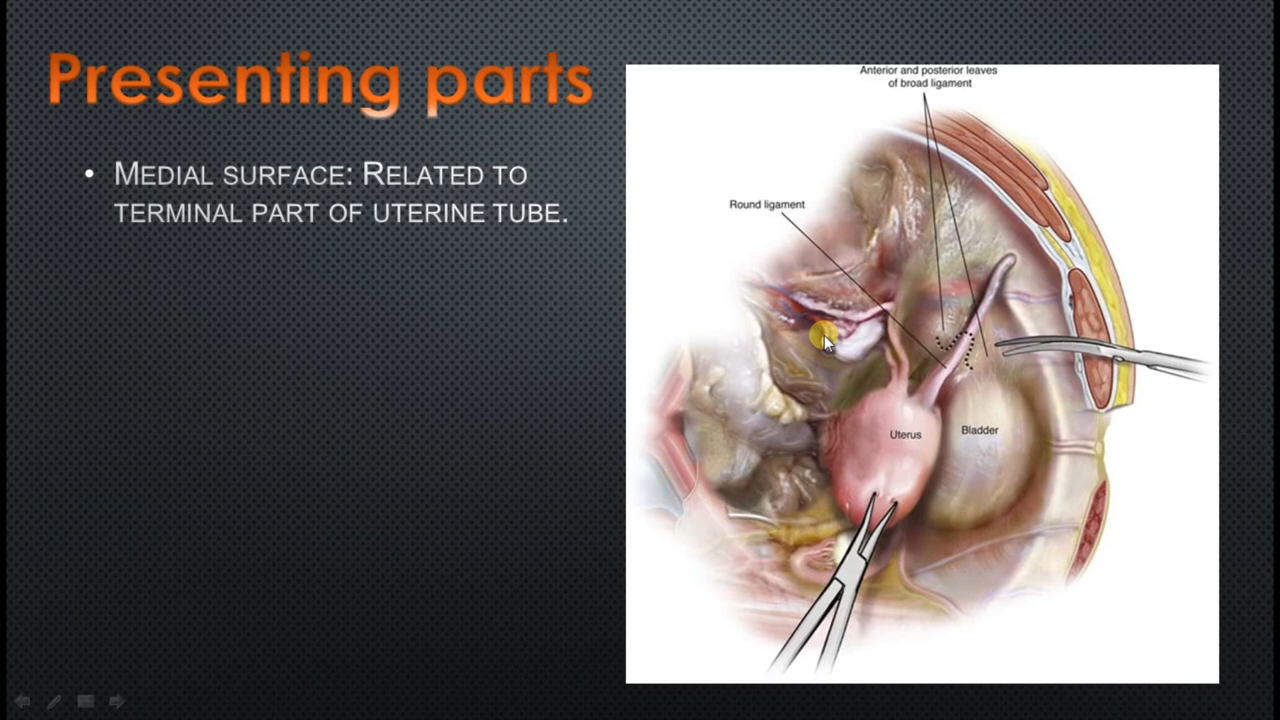 Presenting parts
• MEDIAL SURFACE: RELATED TO
TERMINAL PART OF UTERINE TUBE.
Anterior and posterior leaves
of broad ligament
Round ligament
Uterus
Bladder